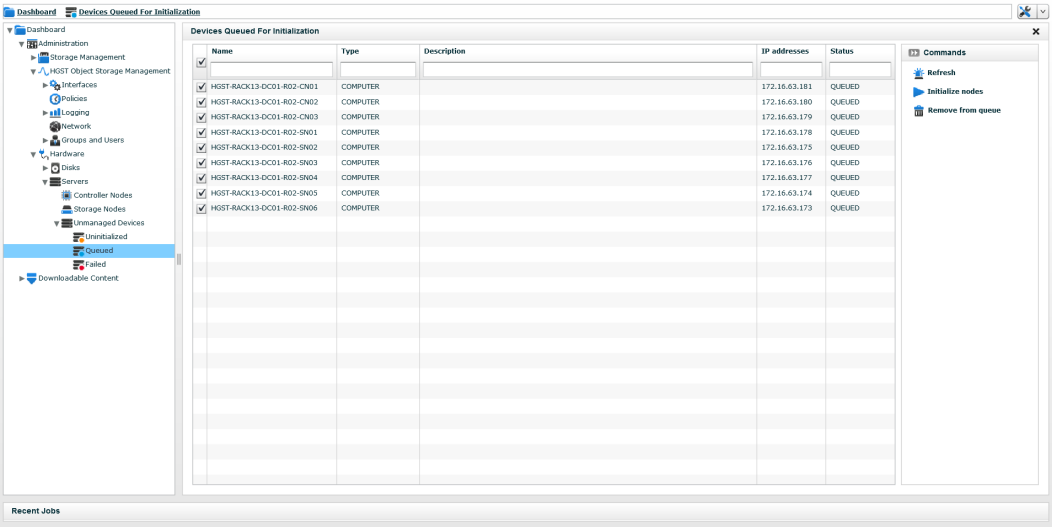 Dashboard Devices Queued For Initialization
Dashboard
Administration
Storage Management
HGST Object Storage Management
Interfaces
Policies
Logging
Network
Groups and Users
Hardware
Disks
Servers
Controller Nodes
Storage Nodes
Unmanaged Devices
Uninitialized
Queued
Failed
Downloadable Content
Devices Queued For Initialization
Name Type Description IP addresses Status
HGST-RACK13-DC01-R02-CN01 COMPUTER 172.16.63.181 QUEUED
HGST-RACK13-DC01-R02-CN02 COMPUTER 172.16.63.180 QUEUED
HGST-RACK13-DC01-R02-CN03 COMPUTER 172.16.63.179 QUEUED
HGST-RACK13-DC01-R02-SN01 COMPUTER 172.16.63.178 QUEUED
HGST-RACK13-DC01-R02-SN02 COMPUTER 172.16.63.175 QUEUED
HGST-RACK13-DC01-R02-SN03 COMPUTER 172.16.63.176 QUEUED
HGST-RACK13-DC01-R02-SN04 COMPUTER 172.16.63.177 QUEUED
HGST-RACK13-DC01-R02-SN05 COMPUTER 172.16.63.174 QUEUED
HGST-RACK13-DC01-R02-SN06 COMPUTER 172.16.63.173 QUEUED
Commands
Refresh
Initialize nodes
Remove from queue
Recent Jobs